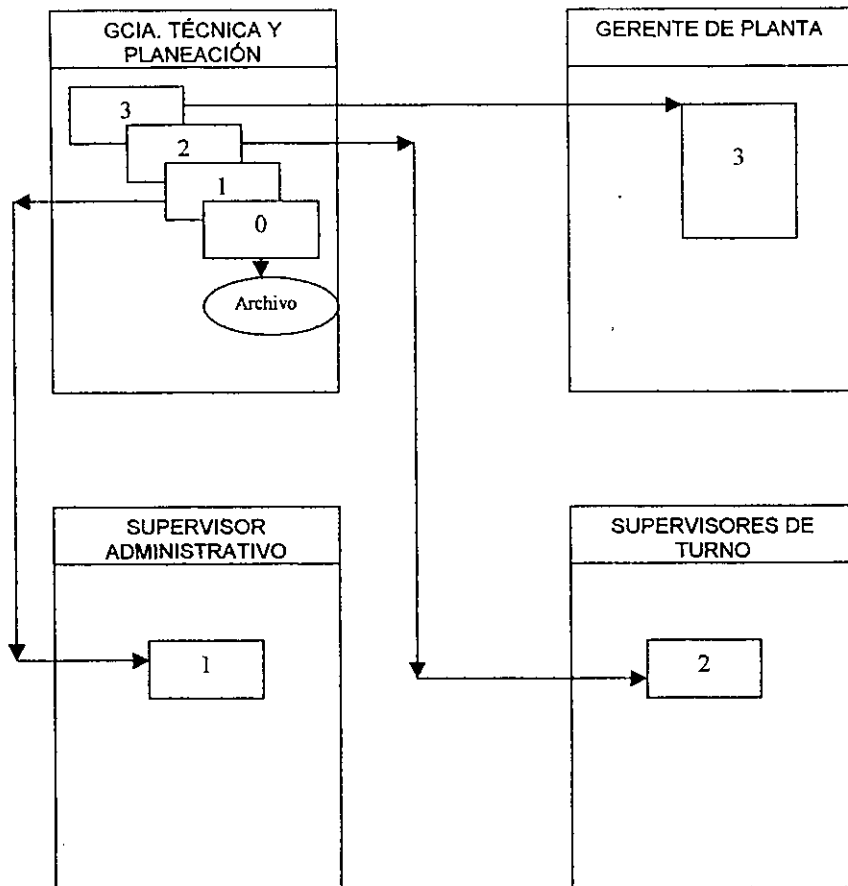 GCIA. TÉCNICA Y
PLANEACIÓN
GERENTE DE PLANTA
3
2
1
0
Archivo
3
SUPERVISOR
ADMINISTRATIVO
SUPERVISORES DE
TURNO
1
2